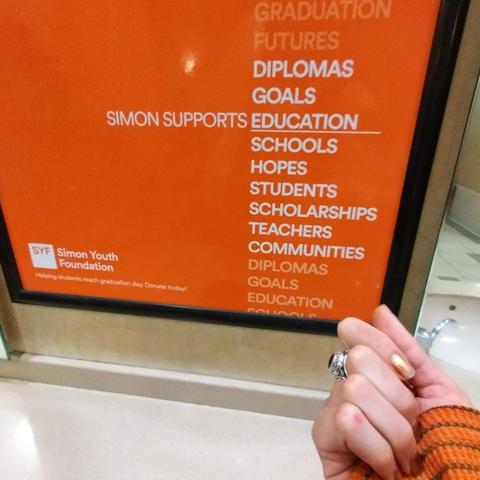 GRADUATION
FUTURES
DIPLOMAS
GOALS
SIMON SUPPORTS EDUCATION
SCHOOLS
HOPES
STUDENTS
SCHOLARSHIPS
TEACHERS
COMMUNITIES
DIPLOMAS
GOALS
EDUCATION
SCHOOLS
SYF Simon Youth
Foundation
Helping students reach graduation day. Donate today!